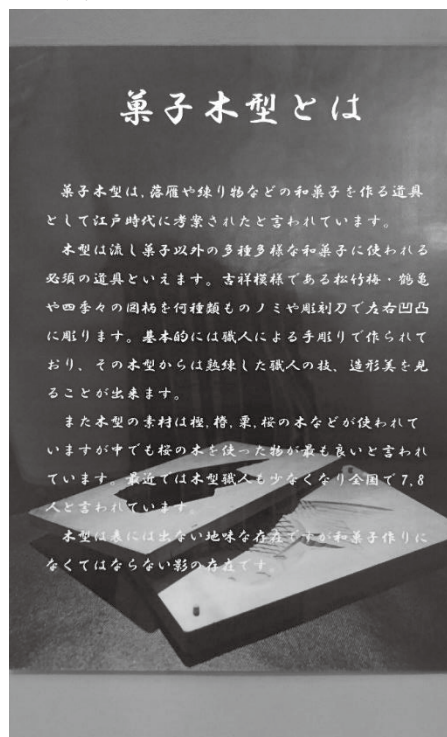 菓子木型とは
菓子木型は、落雁や練り物などの和菓子を作る道具
として江戸時代に考案されたと言われています。
木型は流し菓子以外の多種多様な和菓子に使われる
必須の道具といえます。吉祥模様である松竹梅・鶴亀
や四季々の図柄を何種類ものノミや彫刻刀で左右凹凸
に彫ります。基本的には職人による手彫りで作られて
おり、その木型からは熟練した職人の技、造形美を見
ることが出来ます。
また木型の素材は樫,椿,栗,桜の木などが使われて
いますが中でも桜の木を使った物が最も良いと言われ
ています。最近では木型職人も少なくなり全国で7,8
人と言われています。
木型は表には出ない地味な存在ですが和菓子作りに
なくてはならない影の存在です。